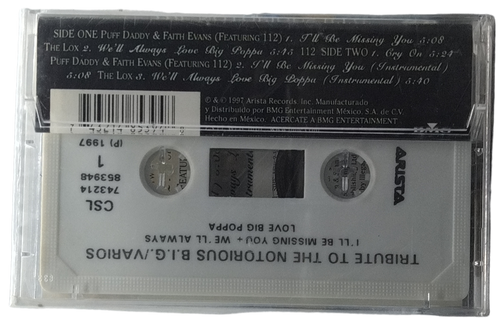 SIDE ONE PUFF DADDY & FAITH EVANS (FEATURING 112) 1. I'll Be Missing You 5:08
THE LOX 2. We'll Always Love Big Poppa 5:45 112 SIDE TWO 1. Cry On 5:24
PUFF DADDY & FAITH EVANS (FEATURING 112) 2. I'll Be Missing You (Instrumental)
5:08 THE LOX 3. We'll Always Love Big Poppa (Instrumental) 5:40
℗ & © 1997 Arista Records, Inc. Manufacturado
y Distribuido por BMG Entertainment México, S.A. de C.V.
Hecho en México. ACERCATE A BMG ENTERTAINMENT
BMG
TRIBUTE TO THE NOTORIOUS B.I.G./VARIOS
I'LL BE MISSING YOU + WE'LL ALWAYS
LOVE BIG POPPA
ARISTA
CSL
743214
853948
1
(P) 1997